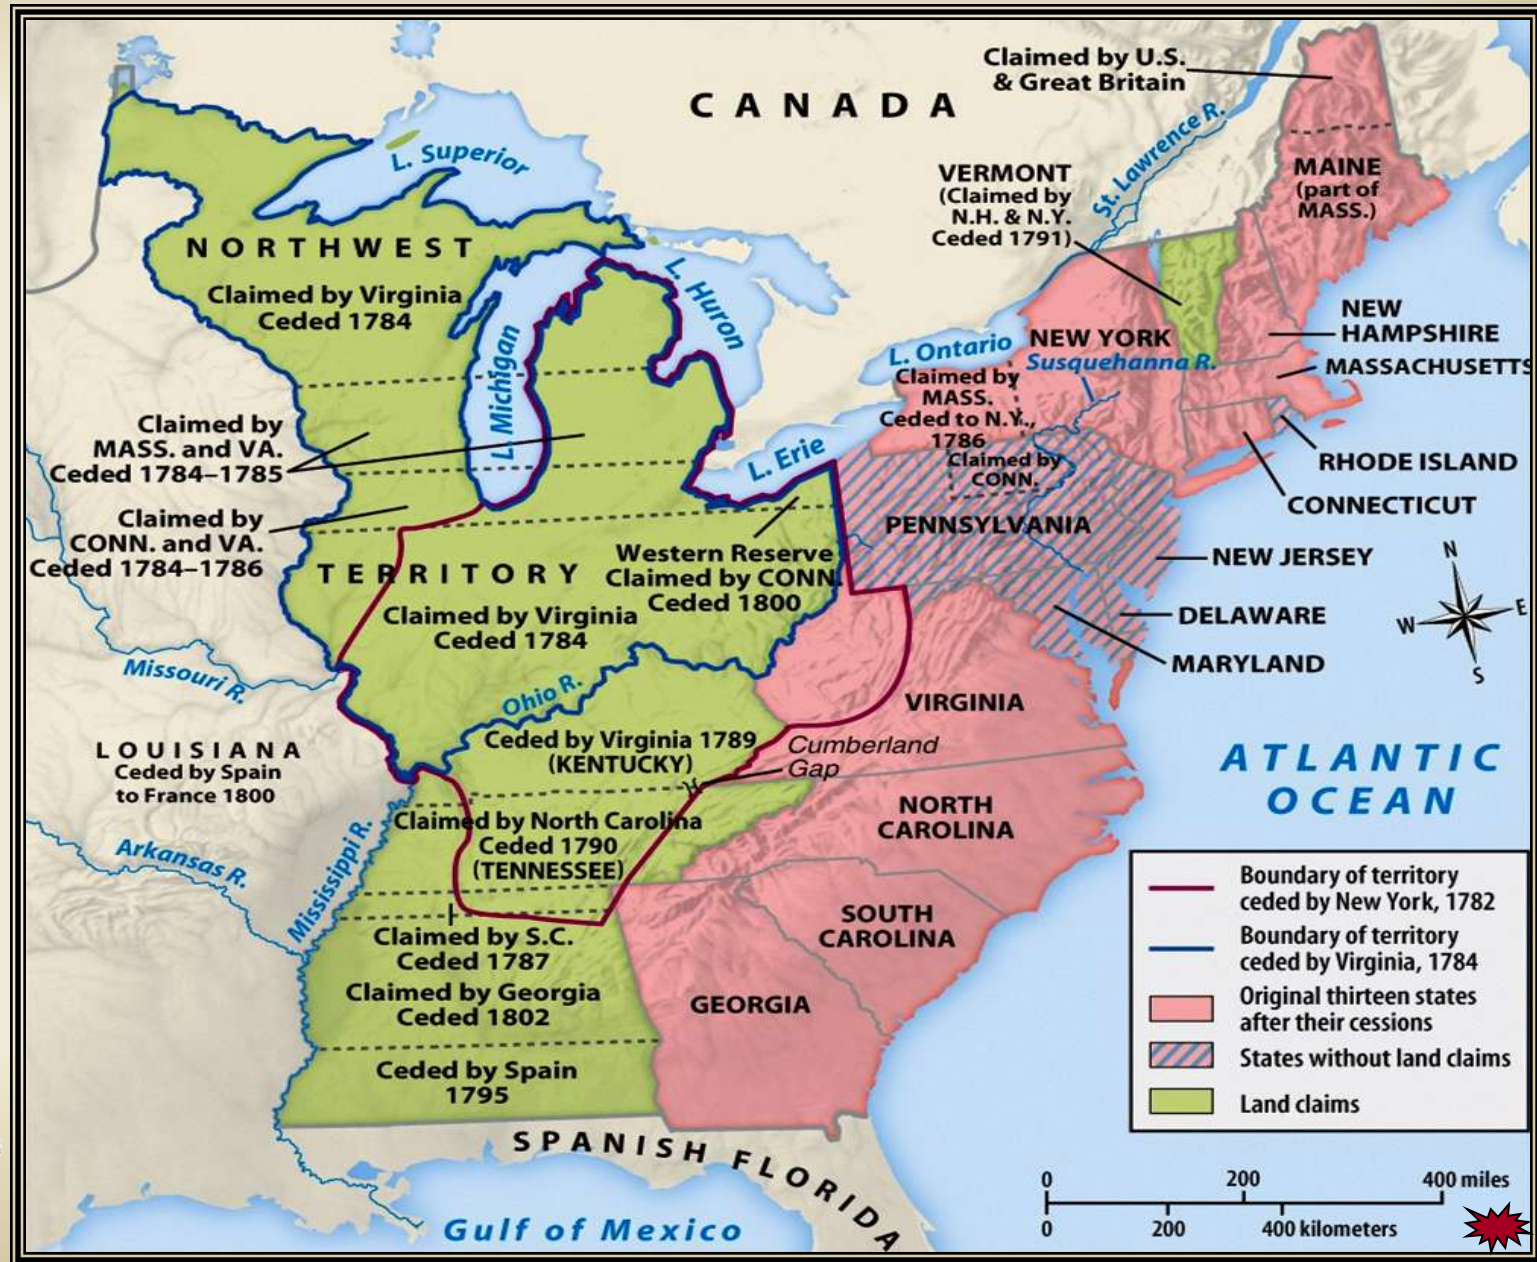 Claimed by U.S.
& Great Britain
CANADA
St. Lawrence R.
L. Superior
VERMONT
(Claimed by
N.H. & N.Y.
Ceded 1791)
MAINE
(part of
MASS.)
NORTHWEST
Claimed by Virginia
Ceded 1784
L. Huron
L. Michigan
L. Ontario
NEW YORK
Susquehanna R.
NEW
HAMPSHIRE
MASSACHUSETTS
Claimed by
MASS.
Ceded to N.Y.,
1786
Claimed by
CONN.
RHODE ISLAND
CONNECTICUT
Claimed by
MASS. and VA.
Ceded 1784–1785
L. Erie
Claimed by
CONN. and VA.
Ceded 1784–1786
PENNSYLVANIA
NEW JERSEY
DELAWARE
MARYLAND
N
W
E
S
TERRITORY
Western Reserve
Claimed by CONN.
Ceded 1800
Claimed by Virginia
Ceded 1784
Missouri R.
Ohio R.
VIRGINIA
LOUISIANA
Ceded by Spain
to France 1800
Ceded by Virginia 1789
(KENTUCKY)
Cumberland
Gap
ATLANTIC
OCEAN
Claimed by North Carolina
Ceded 1790
(TENNESSEE)
NORTH
CAROLINA
Arkansas R.
Mississippi R.
SOUTH
CAROLINA
Claimed by S.C.
Ceded 1787
Claimed by Georgia
Ceded 1802
GEORGIA
Ceded by Spain
1795
SPANISH FLORIDA
Gulf of Mexico
Boundary of territory
ceded by New York, 1782
Boundary of territory
ceded by Virginia, 1784
Original thirteen states
after their cessions
States without land claims
Land claims
0 200 400 miles
0 200 400 kilometers